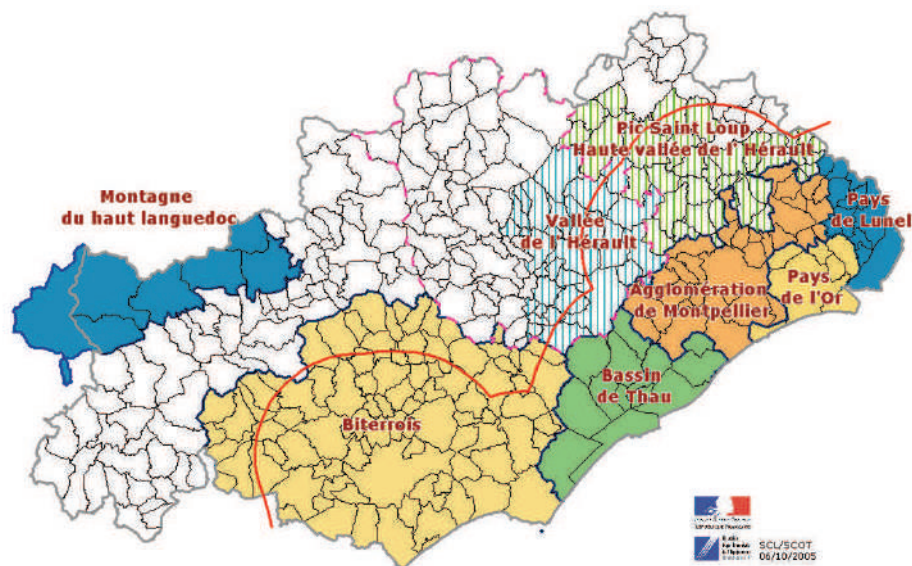 Pic Saint Loup -
Haute vallée de l' Hérault
Montagne
du haut languedoc
Pays
de Lunel
Vallée
de l'Hérault
Pays
de l'Or
Agglomération
de Montpellier
Bassin
de Thau
Biterrois
SCL/SCOT
06/10/2005